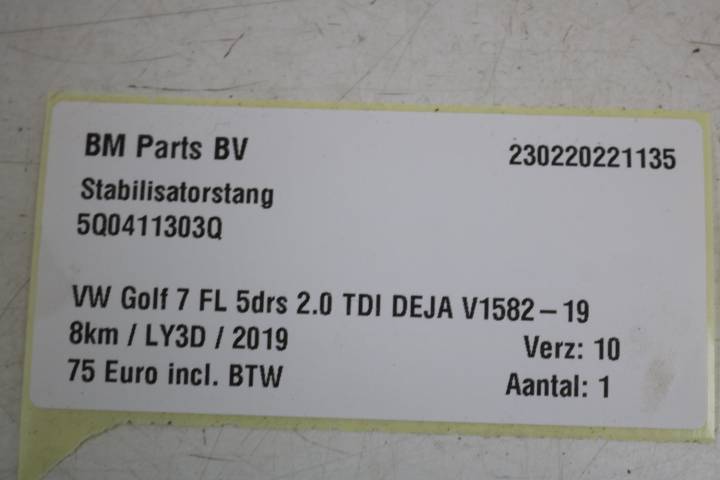 BM Parts BV 230220221135
Stabilisatorstang
5Q0411303Q
VW Golf 7 FL 5drs 2.0 TDI DEJA V1582-19
8km / LY3D / 2019 Verz: 10
75 Euro incl. BTW Aantal: 1